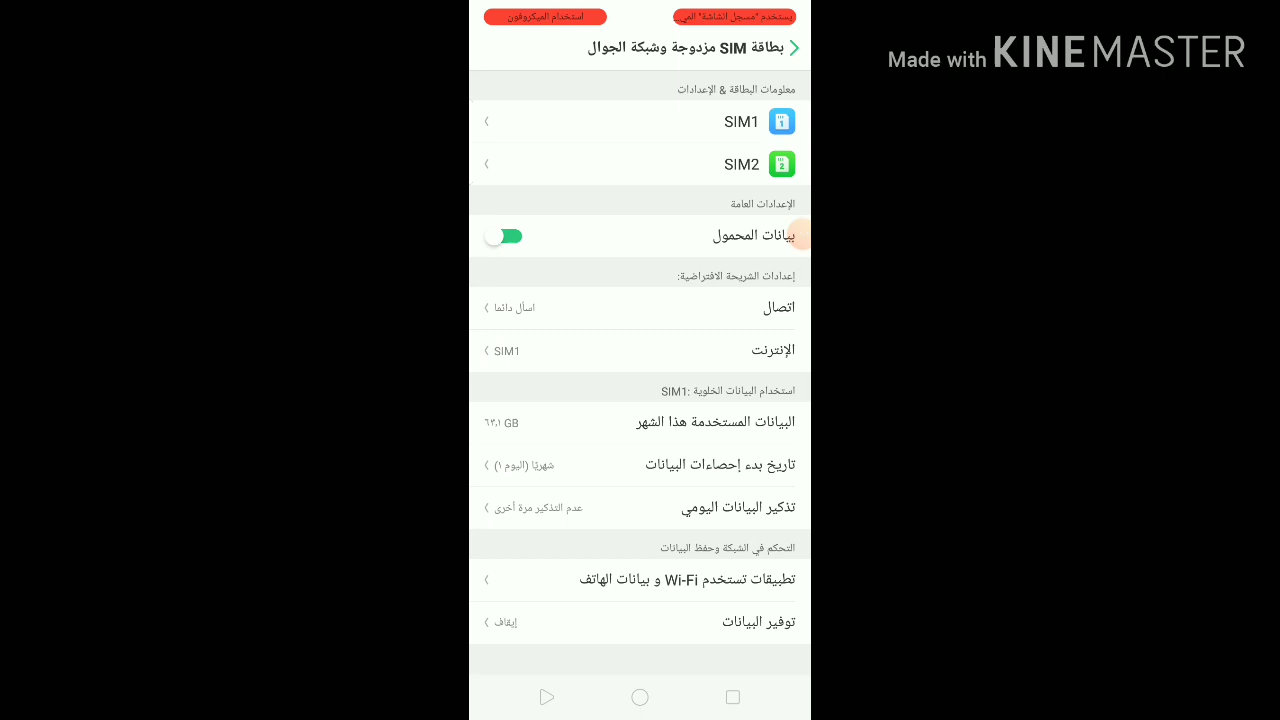 يستخدم "مسجل الشاشة" المي...
استخدام الميكروفون
بطاقة SIM مزدوجة وشبكة الجوال
Made with KINEMASTER
معلومات البطاقة & الإعدادات
SIM1
SIM2
الإعدادات العامة
بيانات المحمول
إعدادات الشريحة الافتراضية:
اتصال اسأل دائما
الإنترنت SIM1
استخدام البيانات الخلوية :SIM1
البيانات المستخدمة هذا الشهر ٦٣.١ GB
تاريخ بدء إحصاءات البيانات شهريًا (اليوم ١)
تذكير البيانات اليومي عدم التذكير مرة أخرى
التحكم في الشبكة وحفظ البيانات
تطبيقات تستخدم Wi-Fi و بيانات الهاتف
توفير البيانات إيقاف